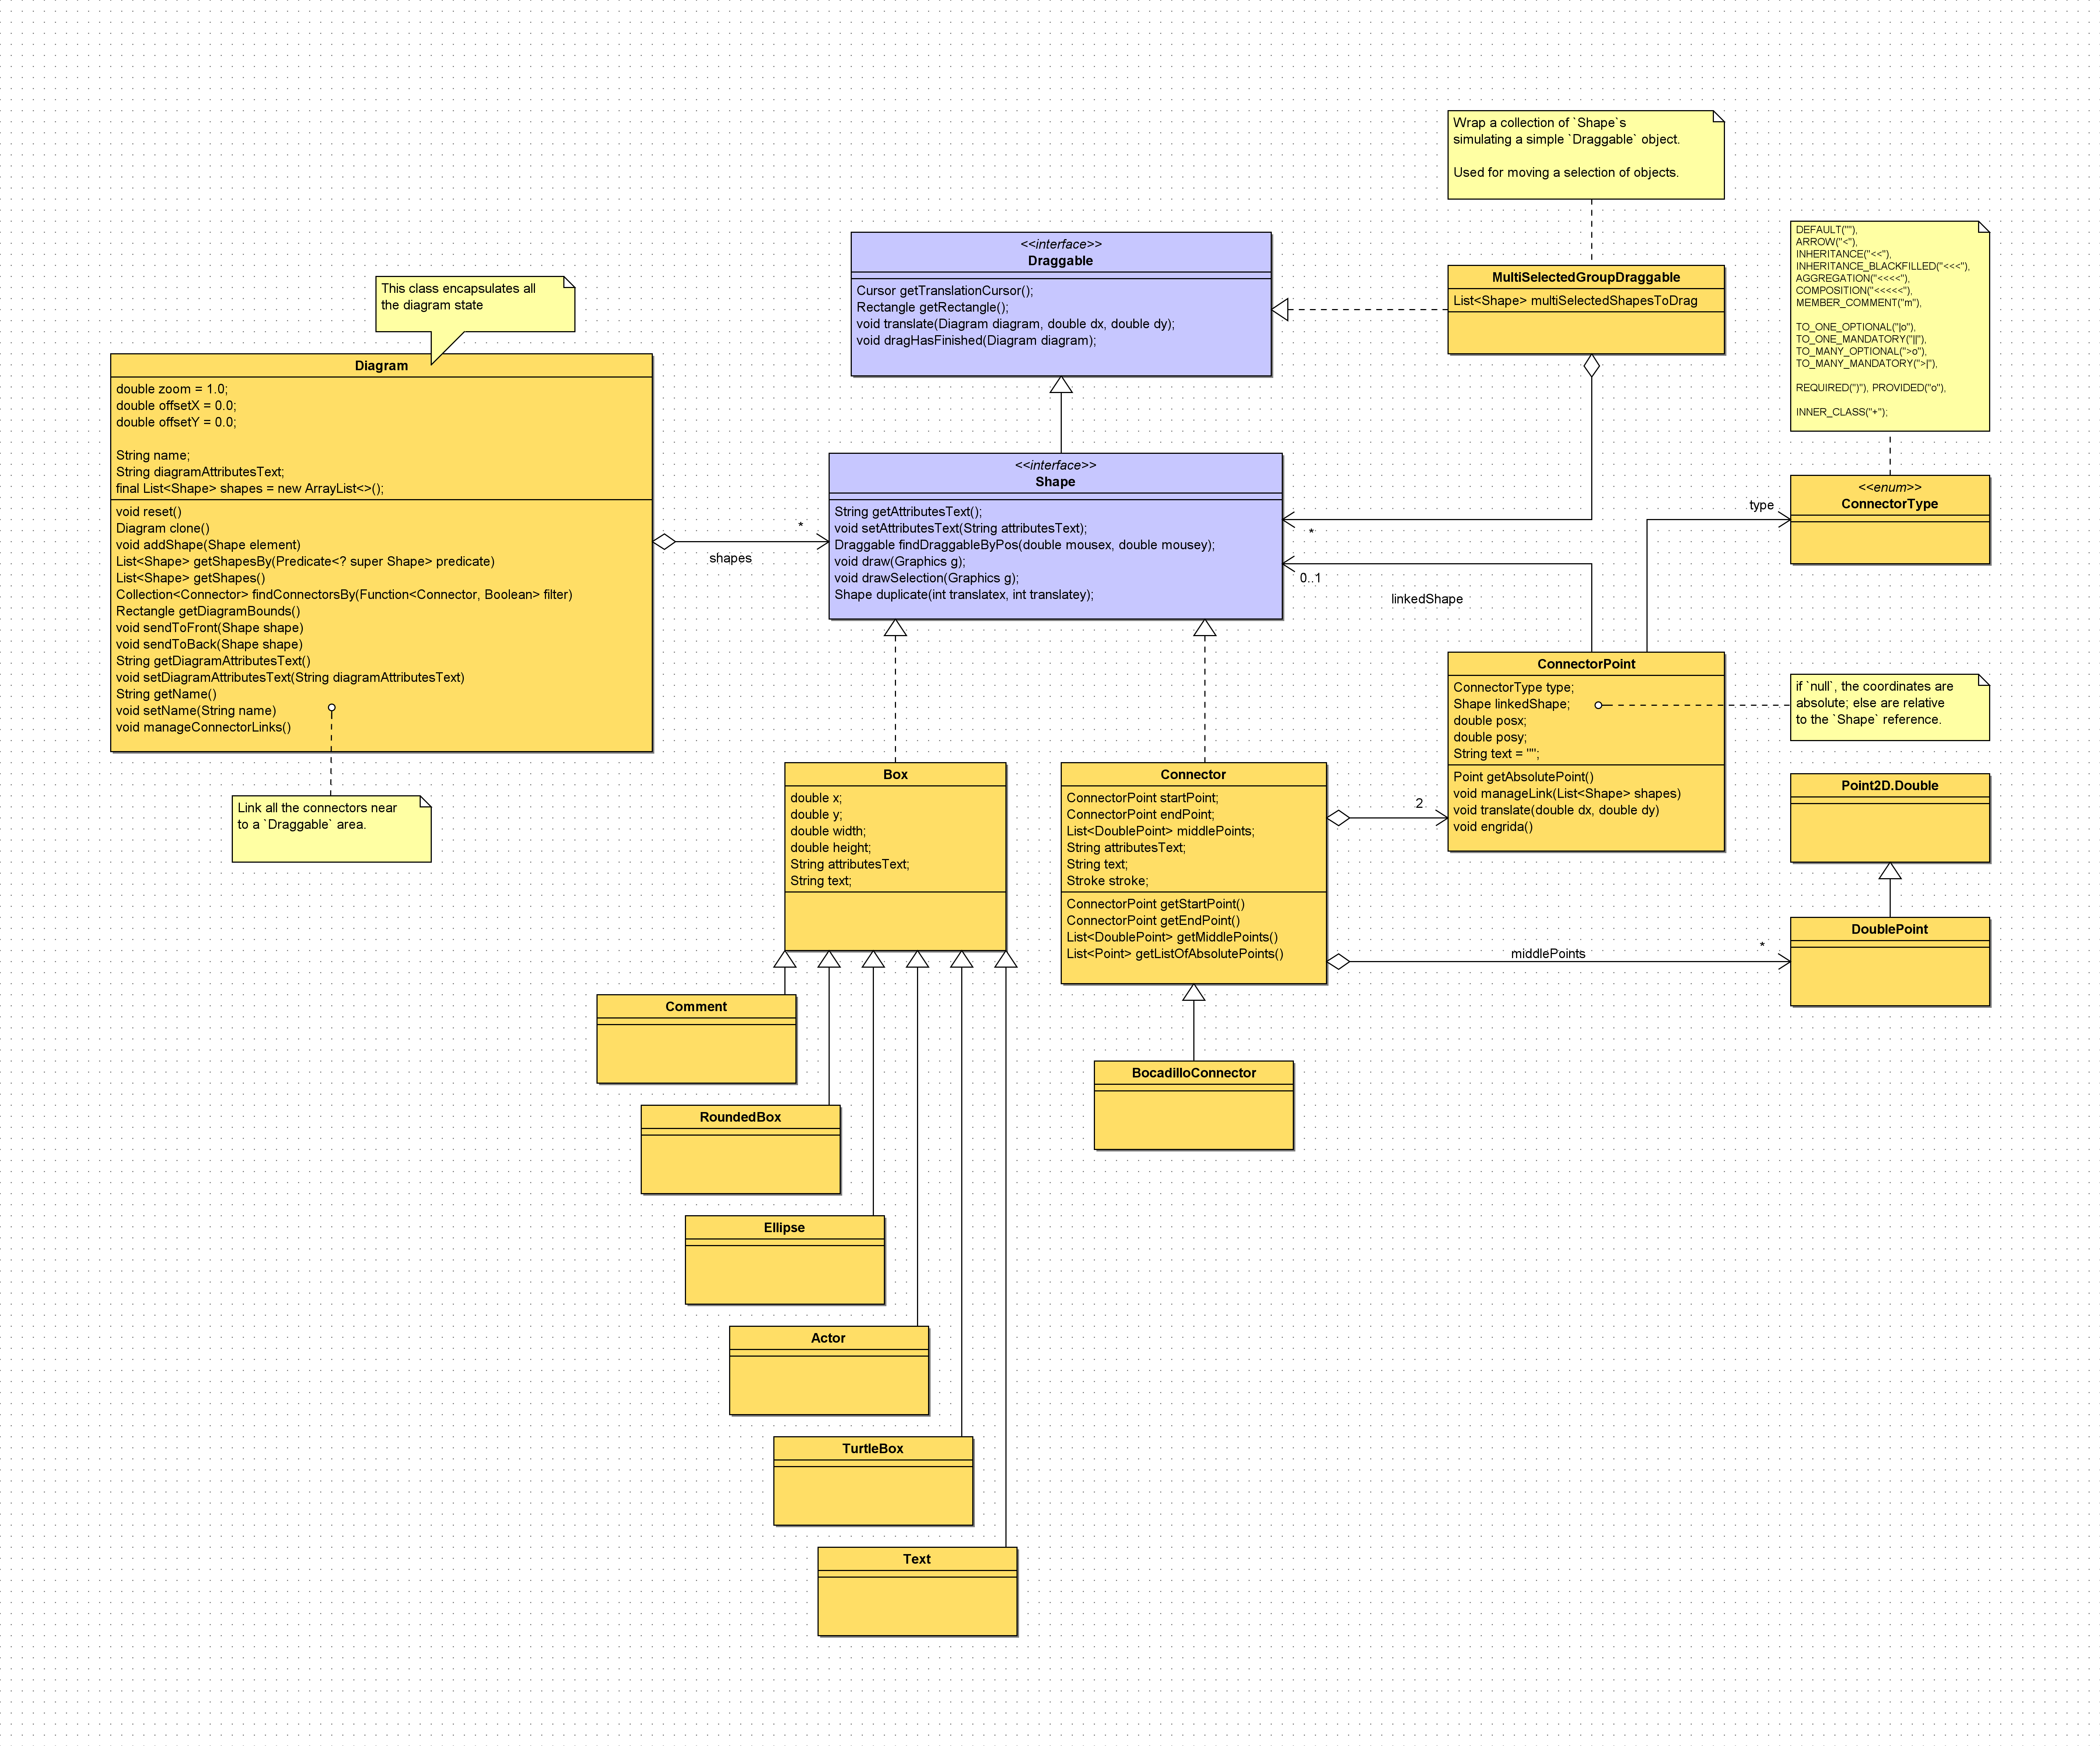 Wrap a collection of `Shape`s
simulating a simple `Draggable` object.
Used for moving a selection of objects.
DEFAULT(""),
ARROW("<"),
INHERITANCE("<<"),
INHERITANCE_BLACKFILLED("<<<"),
AGGREGATION("<<<<"),
COMPOSITION("<<<<<"),
MEMBER_COMMENT("m"),
TO_ONE_OPTIONAL("|o"),
TO_ONE_MANDATORY("||"),
TO_MANY_OPTIONAL(">o"),
TO_MANY_MANDATORY(">|"),
REQUIRED(")"), PROVIDED("o"),
INNER_CLASS("+");
<<interface>>
Draggable
Cursor getTranslationCursor();
Rectangle getRectangle();
void translate(Diagram diagram, double dx, double dy);
void dragHasFinished(Diagram diagram);
MultiSelectedGroupDraggable
List<Shape> multiSelectedShapesToDrag
This class encapsulates all
the diagram state
Diagram
double zoom = 1.0;
double offsetX = 0.0;
double offsetY = 0.0;
String name;
String diagramAttributesText;
final List<Shape> shapes = new ArrayList<>();
void reset()
Diagram clone()
void addShape(Shape element)
List<Shape> getShapesBy(Predicate<? super Shape> predicate)
List<Shape> getShapes()
Collection<Connector> findConnectorsBy(Function<Connector, Boolean> filter)
Rectangle getDiagramBounds()
void sendToFront(Shape shape)
void sendToBack(Shape shape)
String getDiagramAttributesText()
void setDiagramAttributesText(String diagramAttributesText)
String getName()
void setName(String name)
void manageConnectorLinks()
*
shapes
<<interface>>
Shape
String getAttributesText();
void setAttributesText(String attributesText);
Draggable findDraggableByPos(double mousex, double mousey);
void draw(Graphics g);
void drawSelection(Graphics g);
Shape duplicate(int translatex, int translatey);
*
0..1
linkedShape
type
<<enum>>
ConnectorType
ConnectorPoint
ConnectorType type;
Shape linkedShape;
double posx;
double posy;
String text = "";
Point getAbsolutePoint()
void manageLink(List<Shape> shapes)
void translate(double dx, double dy)
void engrida()
if `null`, the coordinates are
absolute; else are relative
to the `Shape` reference.
Link all the connectors near
to a `Draggable` area.
Box
double x;
double y;
double width;
double height;
String attributesText;
String text;
Connector
ConnectorPoint startPoint;
ConnectorPoint endPoint;
List<DoublePoint> middlePoints;
String attributesText;
String text;
Stroke stroke;
ConnectorPoint getStartPoint()
ConnectorPoint getEndPoint()
List<DoublePoint> getMiddlePoints()
List<Point> getListOfAbsolutePoints()
2
Point2D.Double
middlePoints
*
DoublePoint
Comment
BocadilloConnector
RoundedBox
Ellipse
Actor
TurtleBox
Text